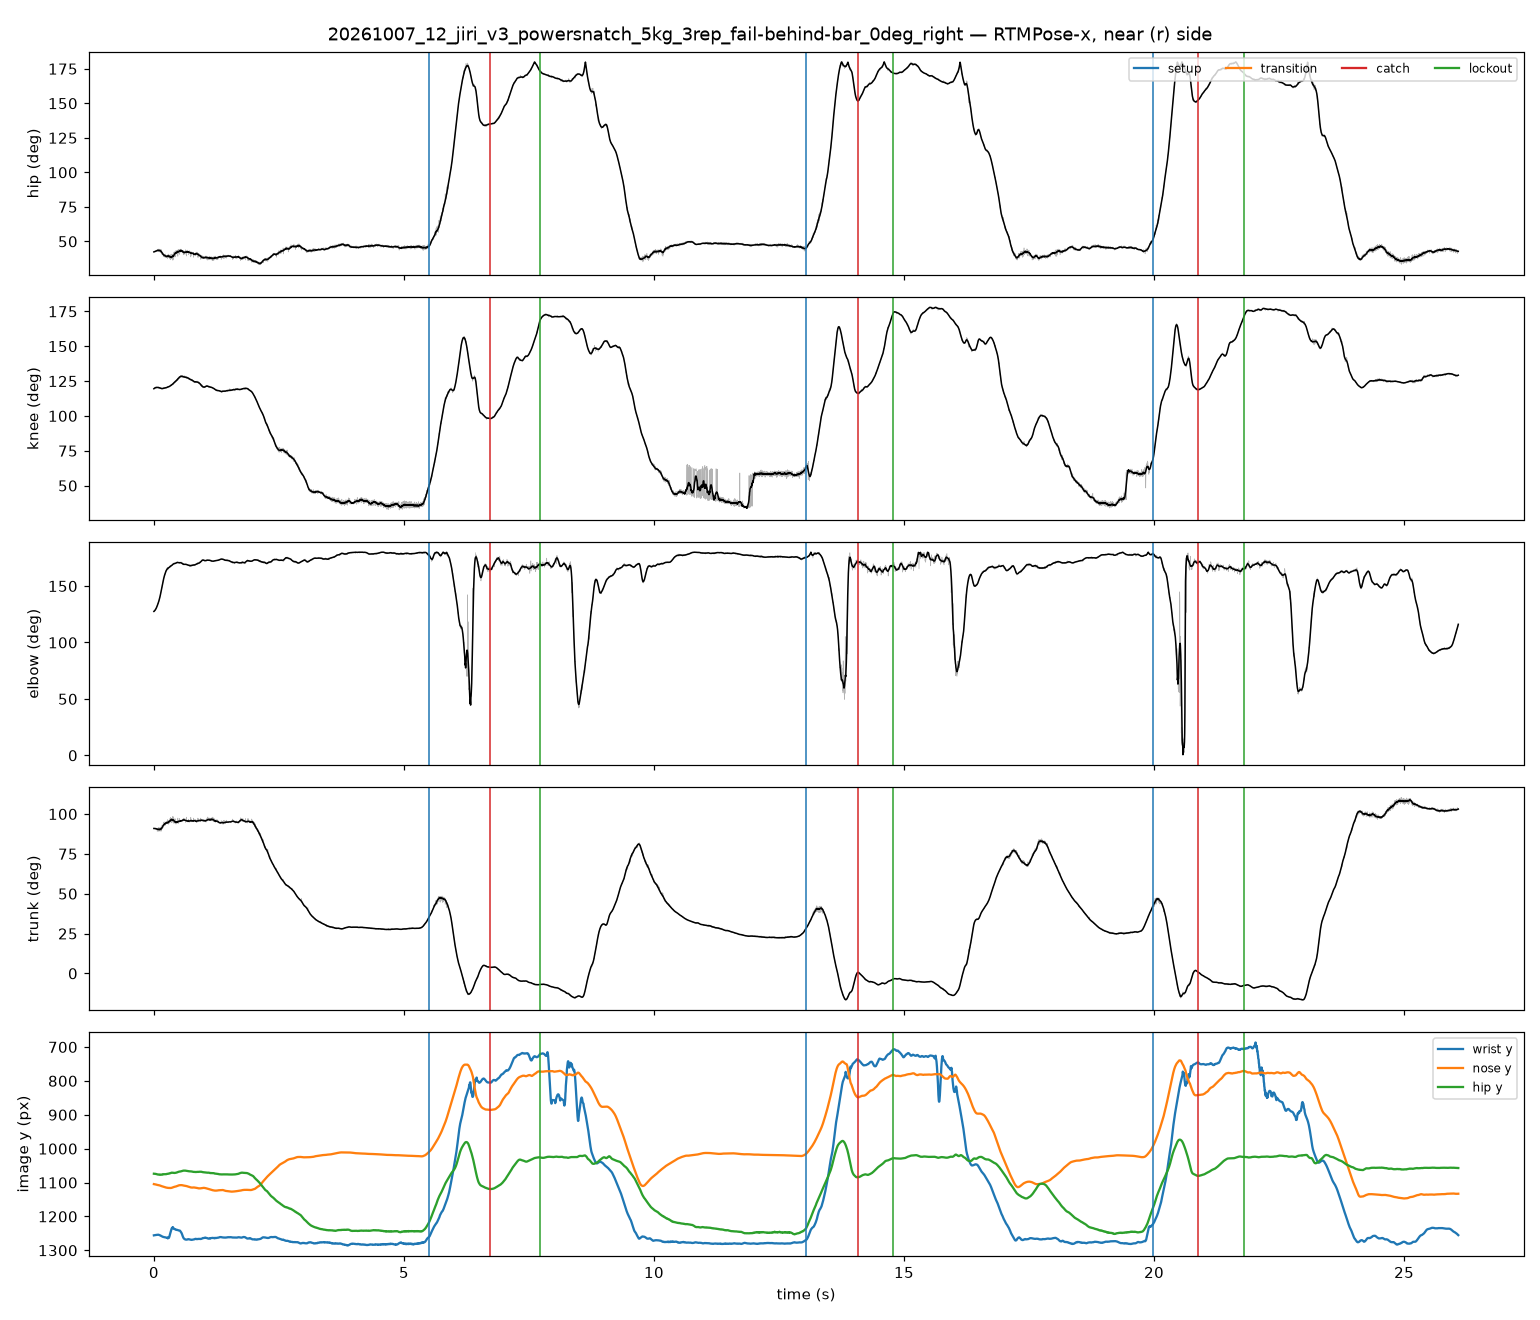 20261007_12_jiri_v3_powersnatch_5kg_3rep_fail-behind-bar_0deg_right — RTMPose-x, near (r) side
setup transition catch lockout
hip (deg)
175
150
125
100
75
50
knee (deg)
175
150
125
100
75
50
elbow (deg)
150
100
50
0
trunk (deg)
100
75
50
25
0
image y (px)
700
800
900
1000
1100
1200
1300
wrist y
nose y
hip y
0 5 10 15 20 25
time (s)